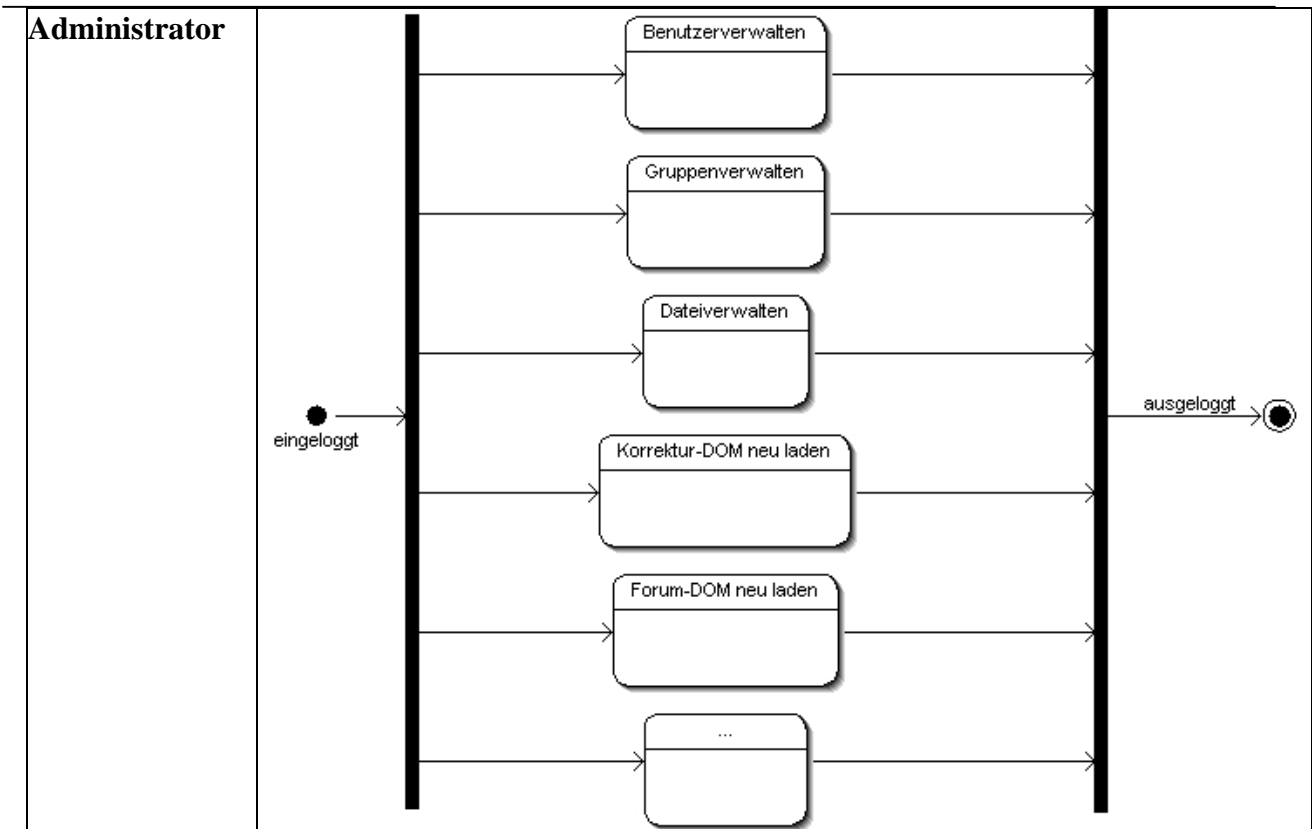 Administrator
Benutzerverwalten
Gruppenverwalten
Dateiverwalten
eingeloggt
ausgeloggt
Korrektur-DOM neu laden
Forum-DOM neu laden
...